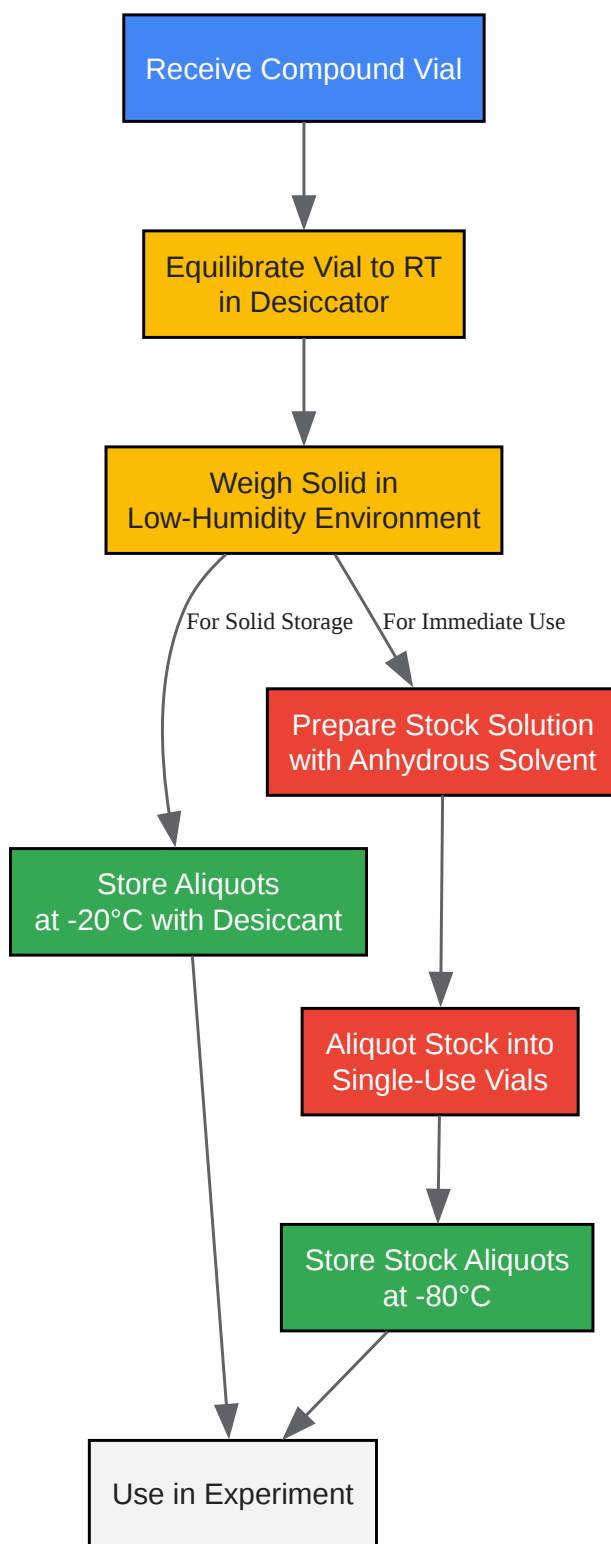 Receive Compound Vial
Equilibrate Vial to RT
in Desiccator
Weigh Solid in
Low-Humidity Environment
For Solid Storage
For Immediate Use
Prepare Stock Solution
with Anhydrous Solvent
Store Aliquots
at -20°C with Desiccant
Aliquot Stock into
Single-Use Vials
Store Stock Aliquots
at -80°C
Use in Experiment